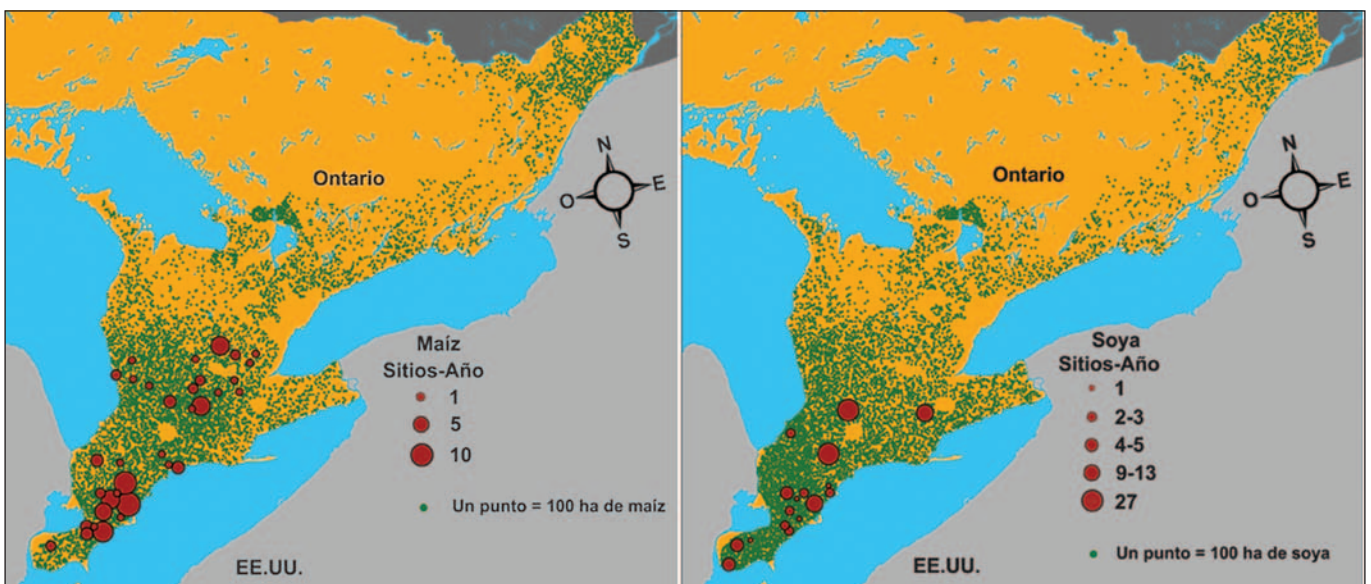 Ontario
N
E
O
S
Maíz
Sitios-Año
1
5
10
Un punto = 100 ha de maíz
EE.UU.
Ontario
N
E
O
S
Soya
Sitios-Año
1
2-3
4-5
9-13
27
Un punto = 100 ha de soya
EE.UU.